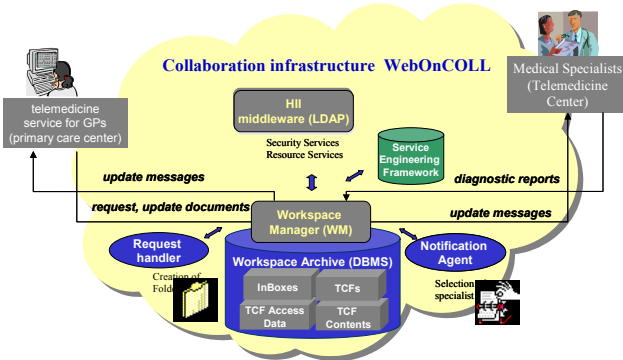 Collaboration infrastructure WebOnCOLL
Medical Specialists
(Telemedicine
Center)
telemedicine
service for GPs
(primary care center)
HII
middleware (LDAP)
Security Services
Resource Services
Service
Engineering
Framework
update messages
diagnostic reports
request, update documents
update messages
Workspace
Manager (WM)
Request
handler
Notification
Agent
Workspace Archive (DBMS)
Creation of
Folde
InBoxes
TCFs
TCF Access
Data
TCF
Contents
Selection
specialist